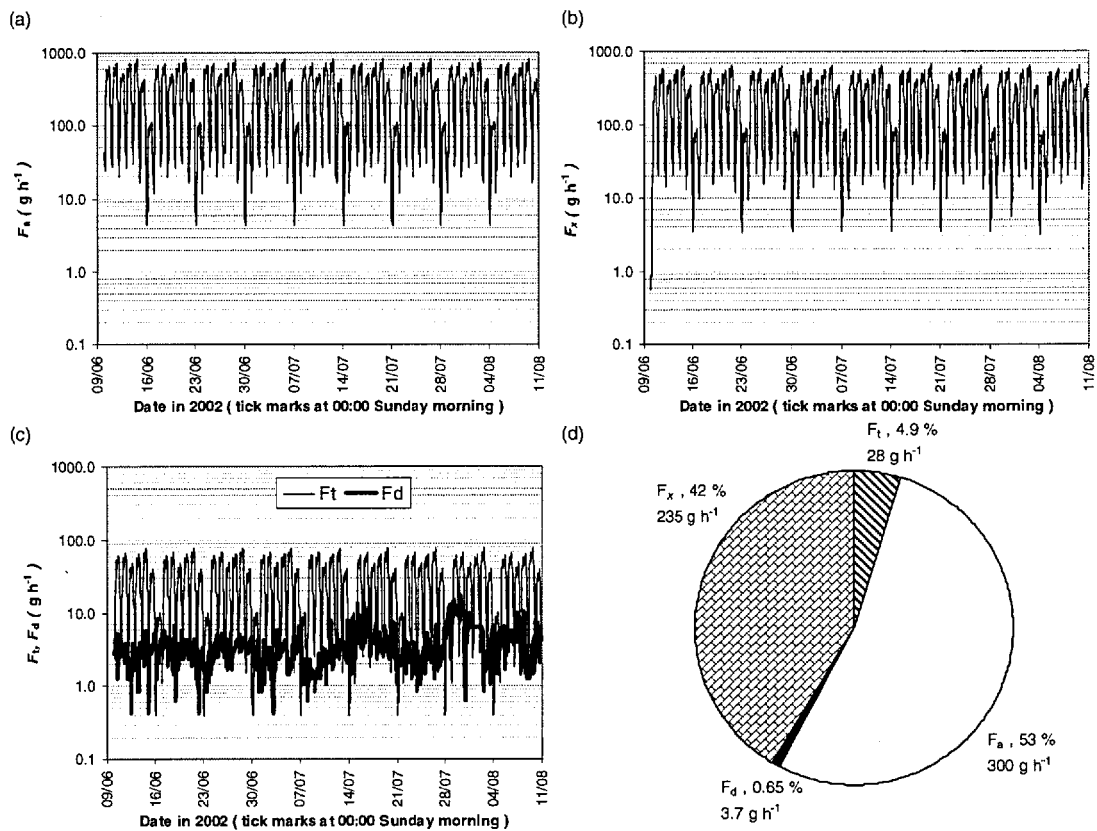 (a)
1000.0
100.0
10.0
1.0
0.1
Fa ( g h-1 )
09/06
16/06
23/06
30/06
07/07
14/07
21/07
28/07
04/08
11/08
Date in 2002 ( tick marks at 00:00 Sunday morning )
(b)
1000.0
100.0
10.0
1.0
0.1
Fx ( g h-1 )
09/06
16/06
23/06
30/06
07/07
14/07
21/07
28/07
04/08
11/08
Date in 2002 ( tick marks at 00:00 Sunday morning )
(c)
1000.0
100.0
10.0
1.0
0.1
Ft, Fd ( g h-1 )
Ft Fd
09/06
16/06
23/06
30/06
07/07
14/07
21/07
28/07
04/08
11/08
Date in 2002 ( tick marks at 00:00 Sunday morning )
(d)
Ft , 4.9 %
28 g h-1
Fx , 42 %
235 g h-1
Fa , 53 %
300 g h-1
Fd , 0.65 %
3.7 g h-1